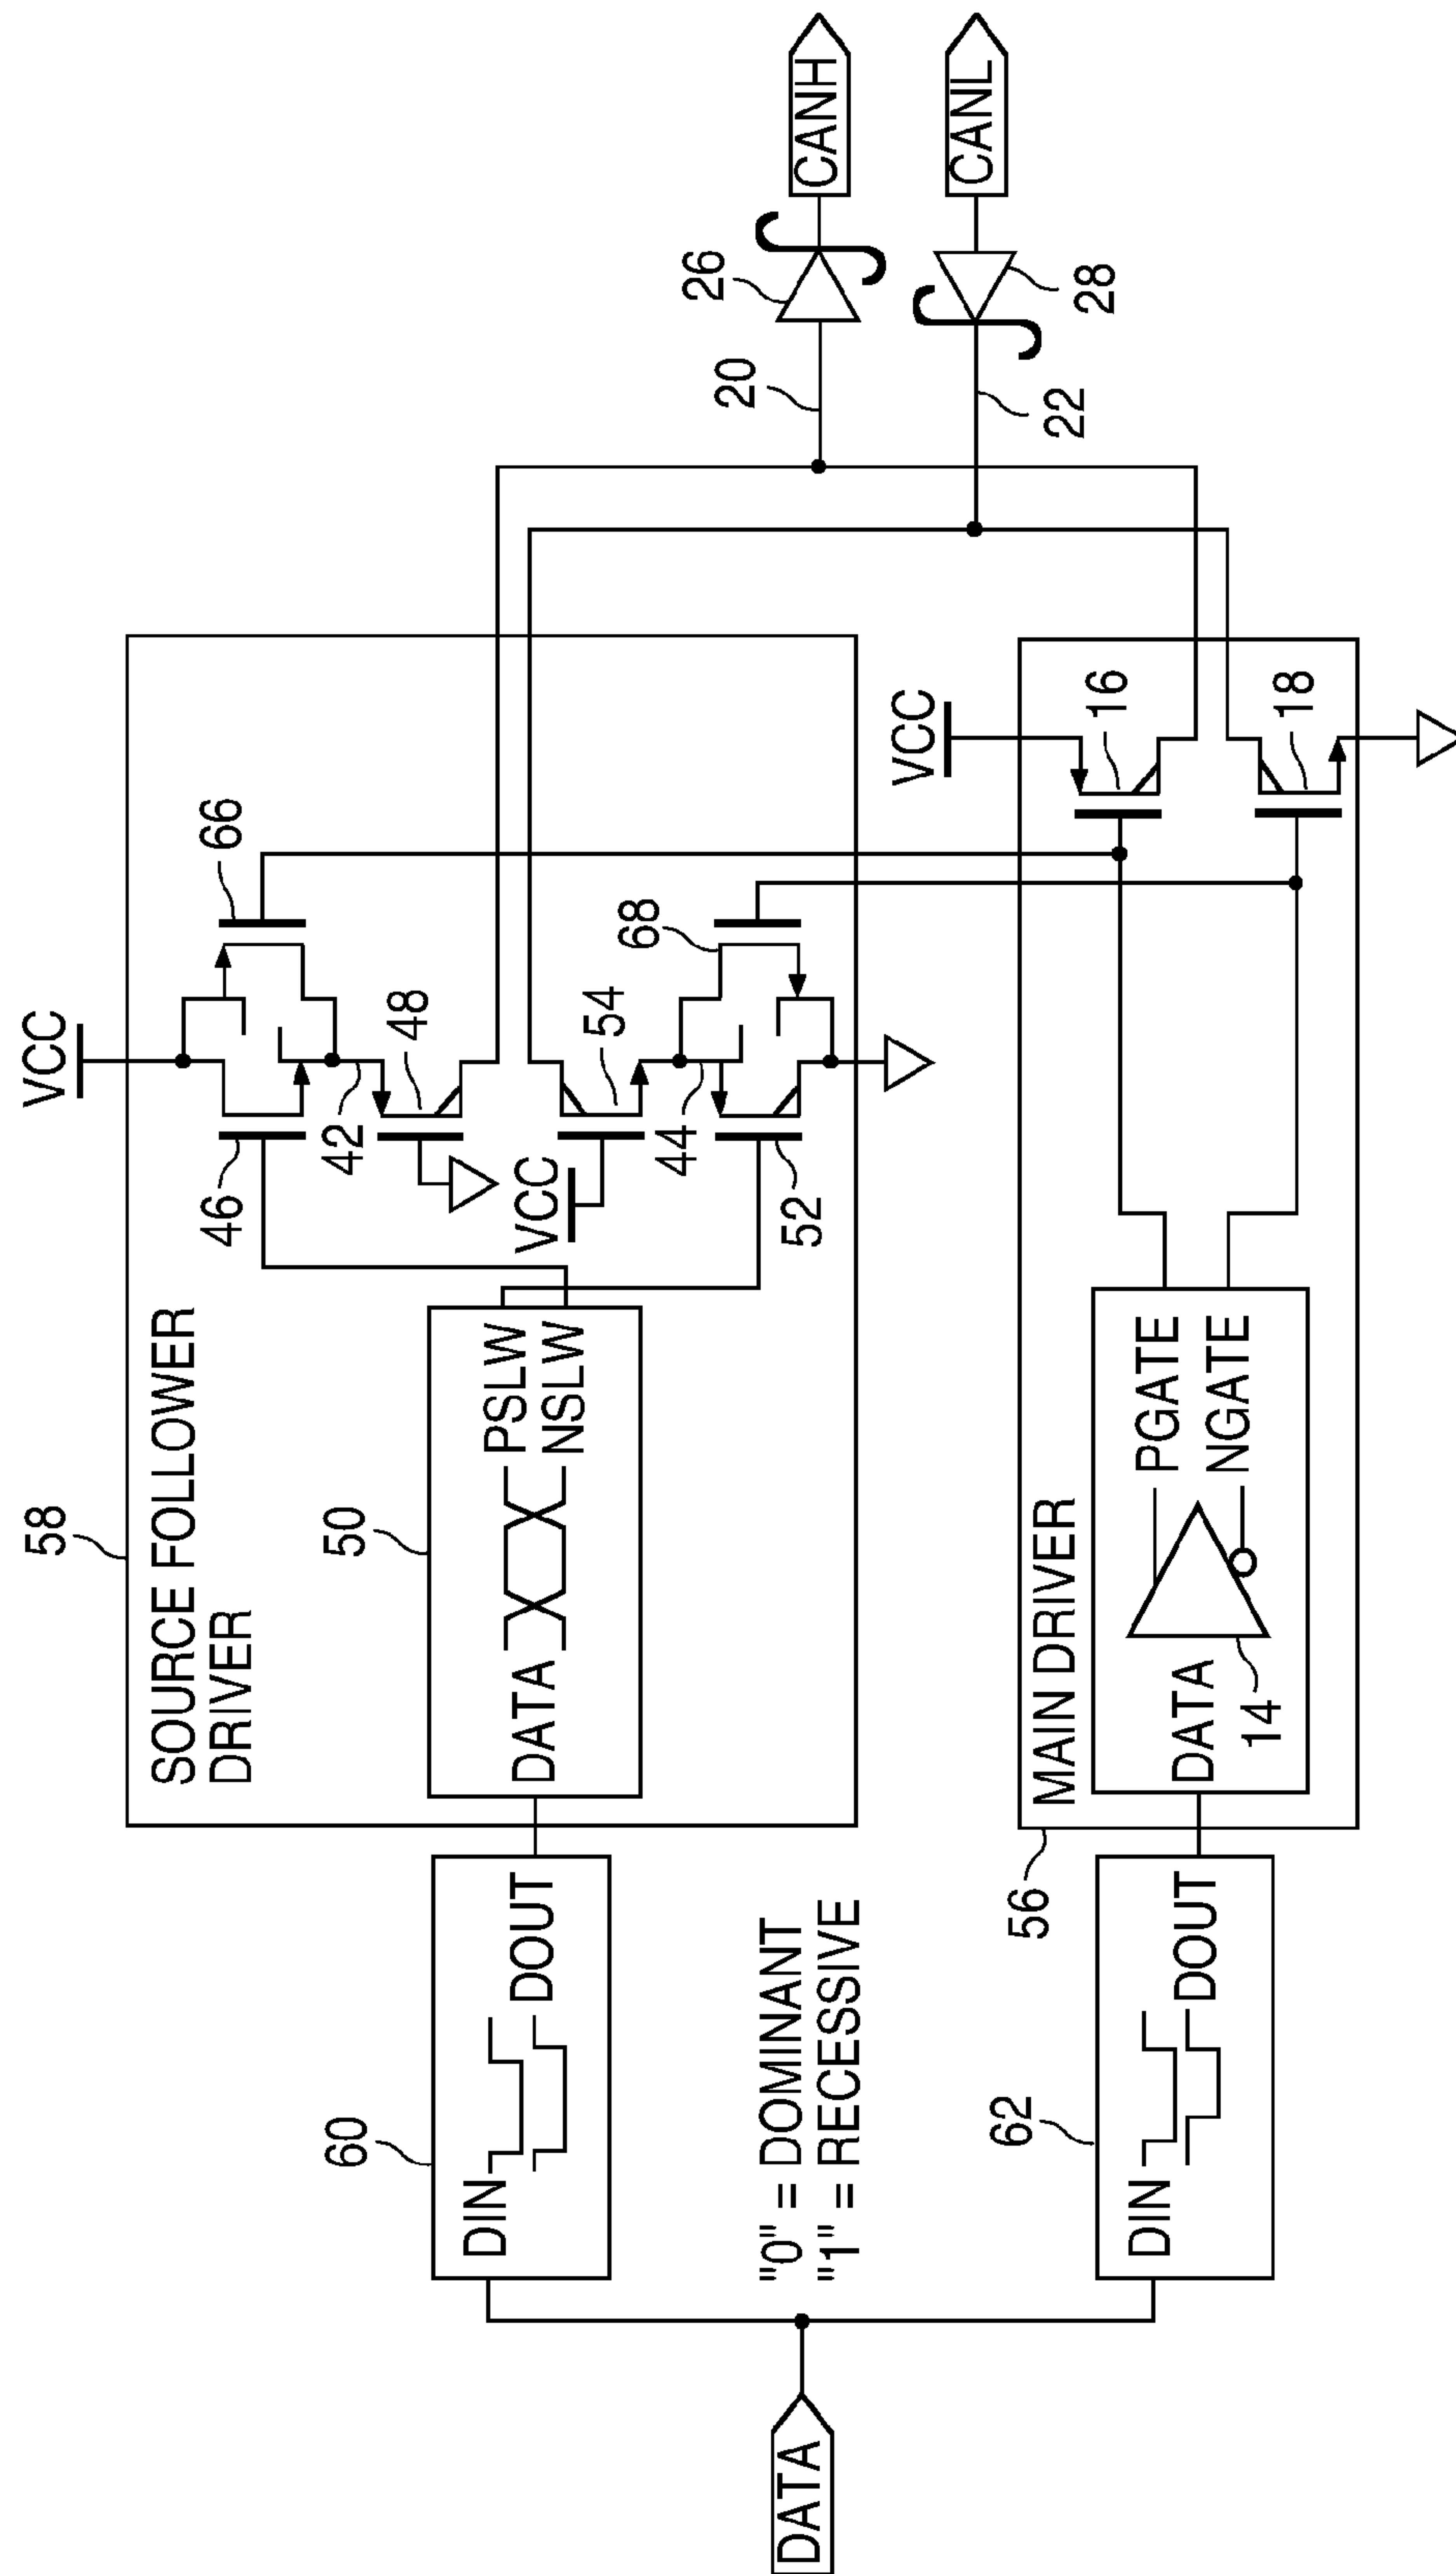 DATA
"0" = DOMINANT
"1" = RECESSIVE
60
DIN
DOUT
62
DIN
DOUT
58
SOURCE FOLLOWER
DRIVER
50
DATA
PSLW
NSLW
VCC
46
66
42
48
VCC
54
44
68
52
56
MAIN DRIVER
DATA
14
PGATE
NGATE
VCC
16
18
20
22
26
28
CANH
CANL